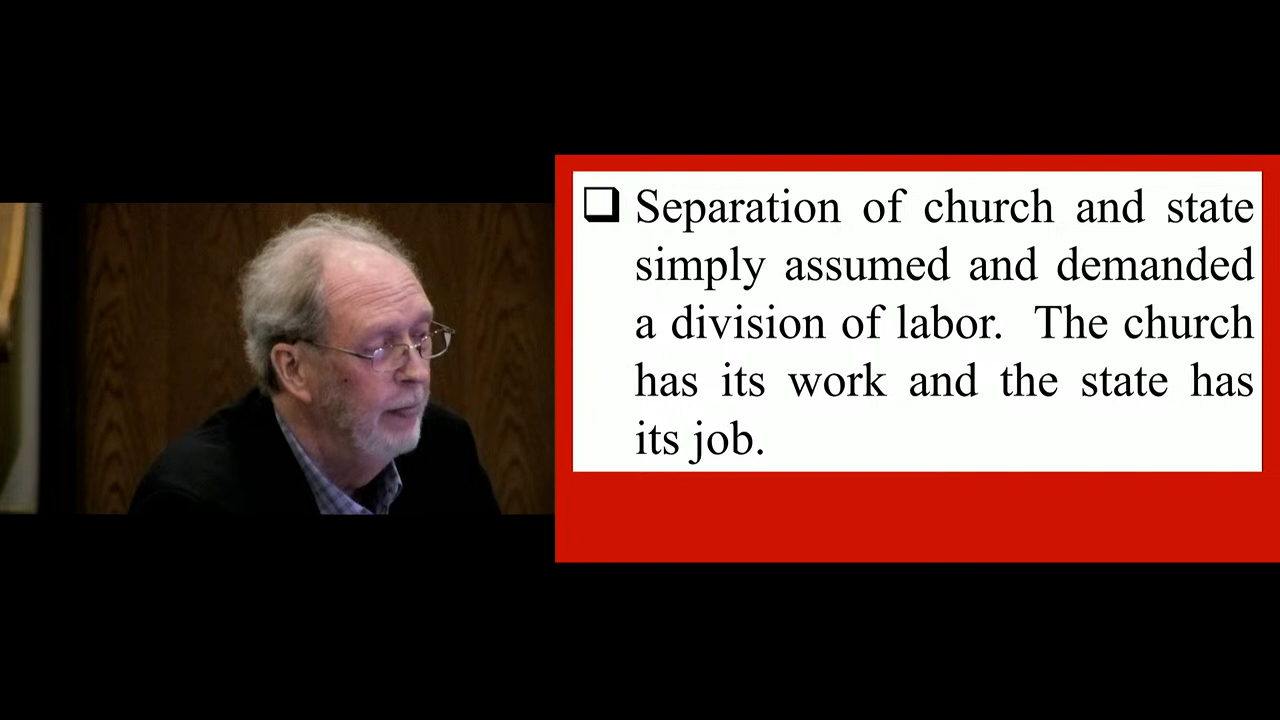 ❑ Separation of church and state
simply assumed and demanded
a division of labor.  The church
has its work and the state has
its job.